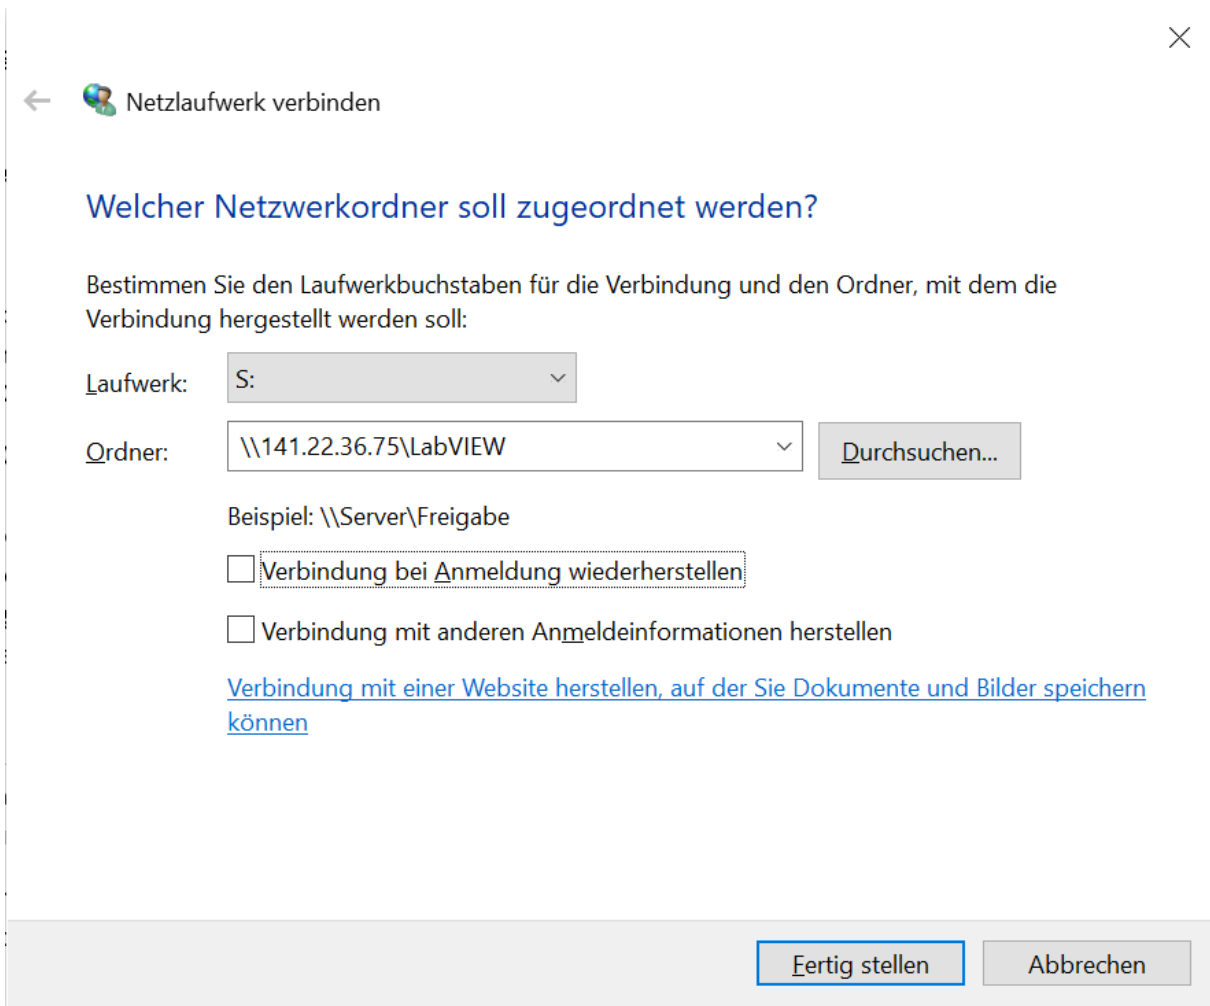 Netzlaufwerk verbinden
Welcher Netzwerkordner soll zugeordnet werden?
Bestimmen Sie den Laufwerkbuchstaben für die Verbindung und den Ordner, mit dem die
Verbindung hergestellt werden soll:
Laufwerk: S:
Ordner: \\141.22.36.75\LabVIEW Durchsuchen...
Beispiel: \\Server\Freigabe
Verbindung bei Anmeldung wiederherstellen
Verbindung mit anderen Anmeldeinformationen herstellen
Verbindung mit einer Website herstellen, auf der Sie Dokumente und Bilder speichern
können
Fertig stellen Abbrechen